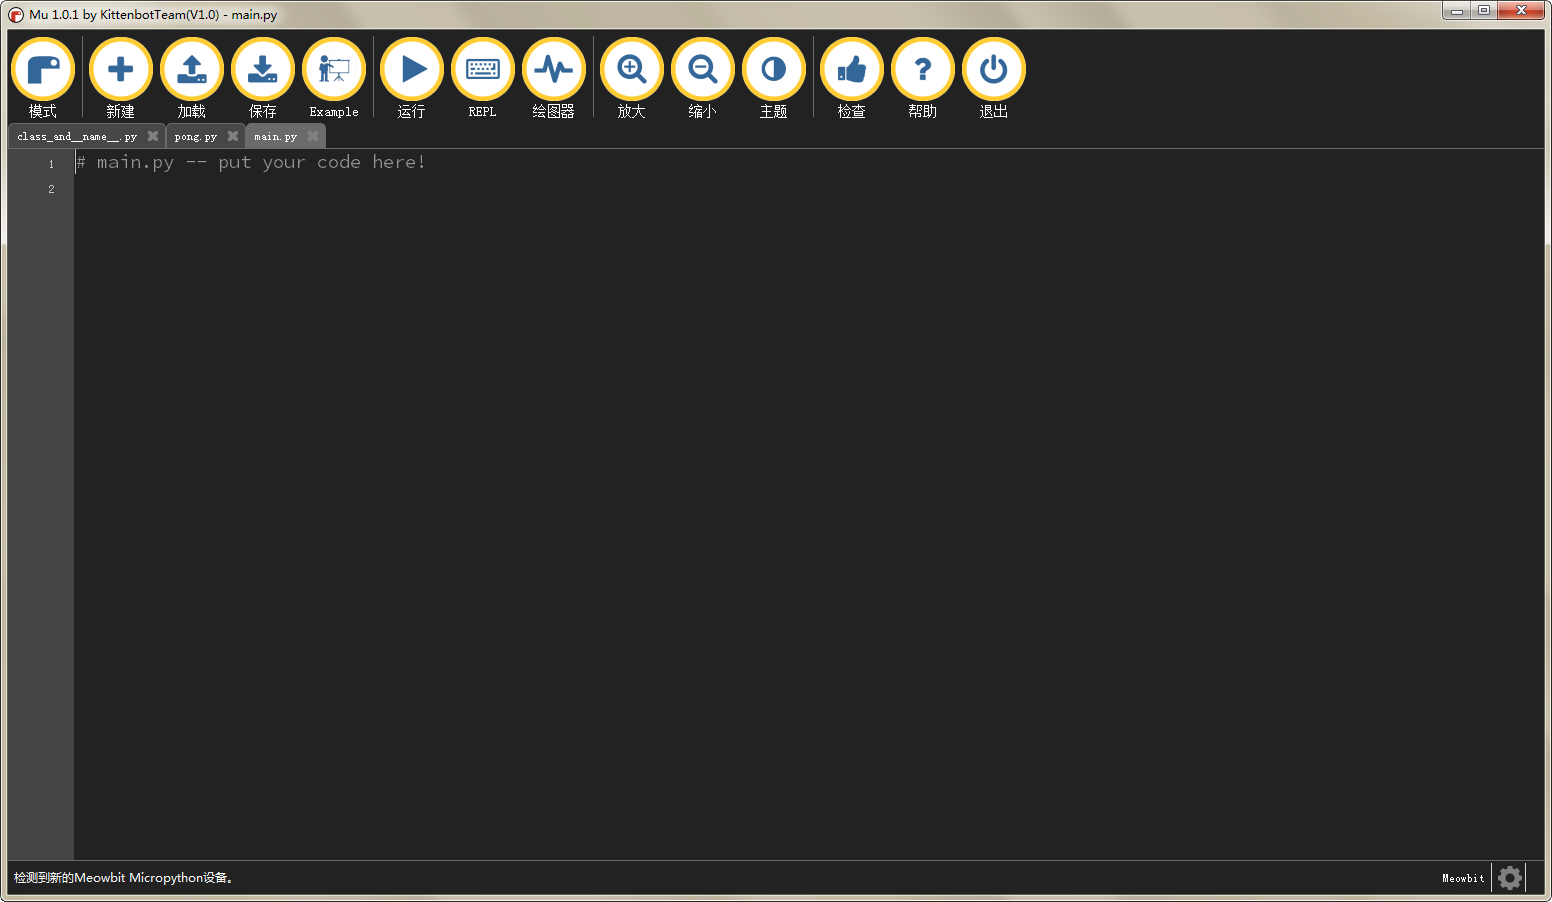 Mu 1.0.1 by KittenbotTeam(V1.0) - main.py
模式 新建 加载 保存 Example 运行 REPL 绘图器 放大 缩小 主题 检查 帮助 退出
class_and__name__.py pong.py main.py
1 # main.py -- put your code here!
2
检测到新的Meowbit Micropython设备。 Meowbit